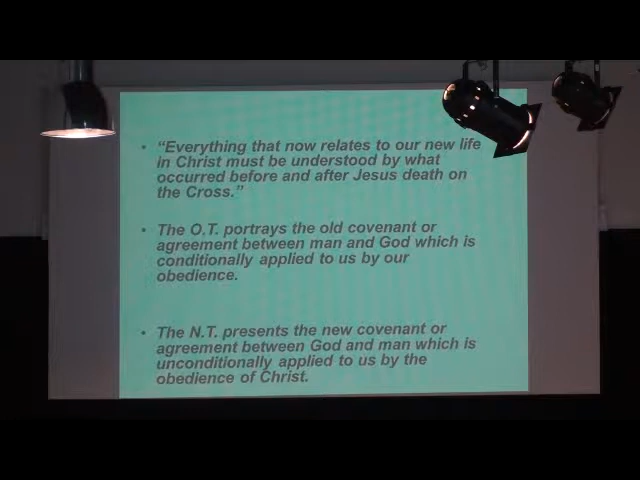 • “Everything that now relates to our new life
in Christ must be understood by what
occurred before and after Jesus death on
the Cross.”
• The O.T. portrays the old covenant or
agreement between man and God which is
conditionally applied to us by our
obedience.
• The N.T. presents the new covenant or
agreement between God and man which is
unconditionally applied to us by the
obedience of Christ.